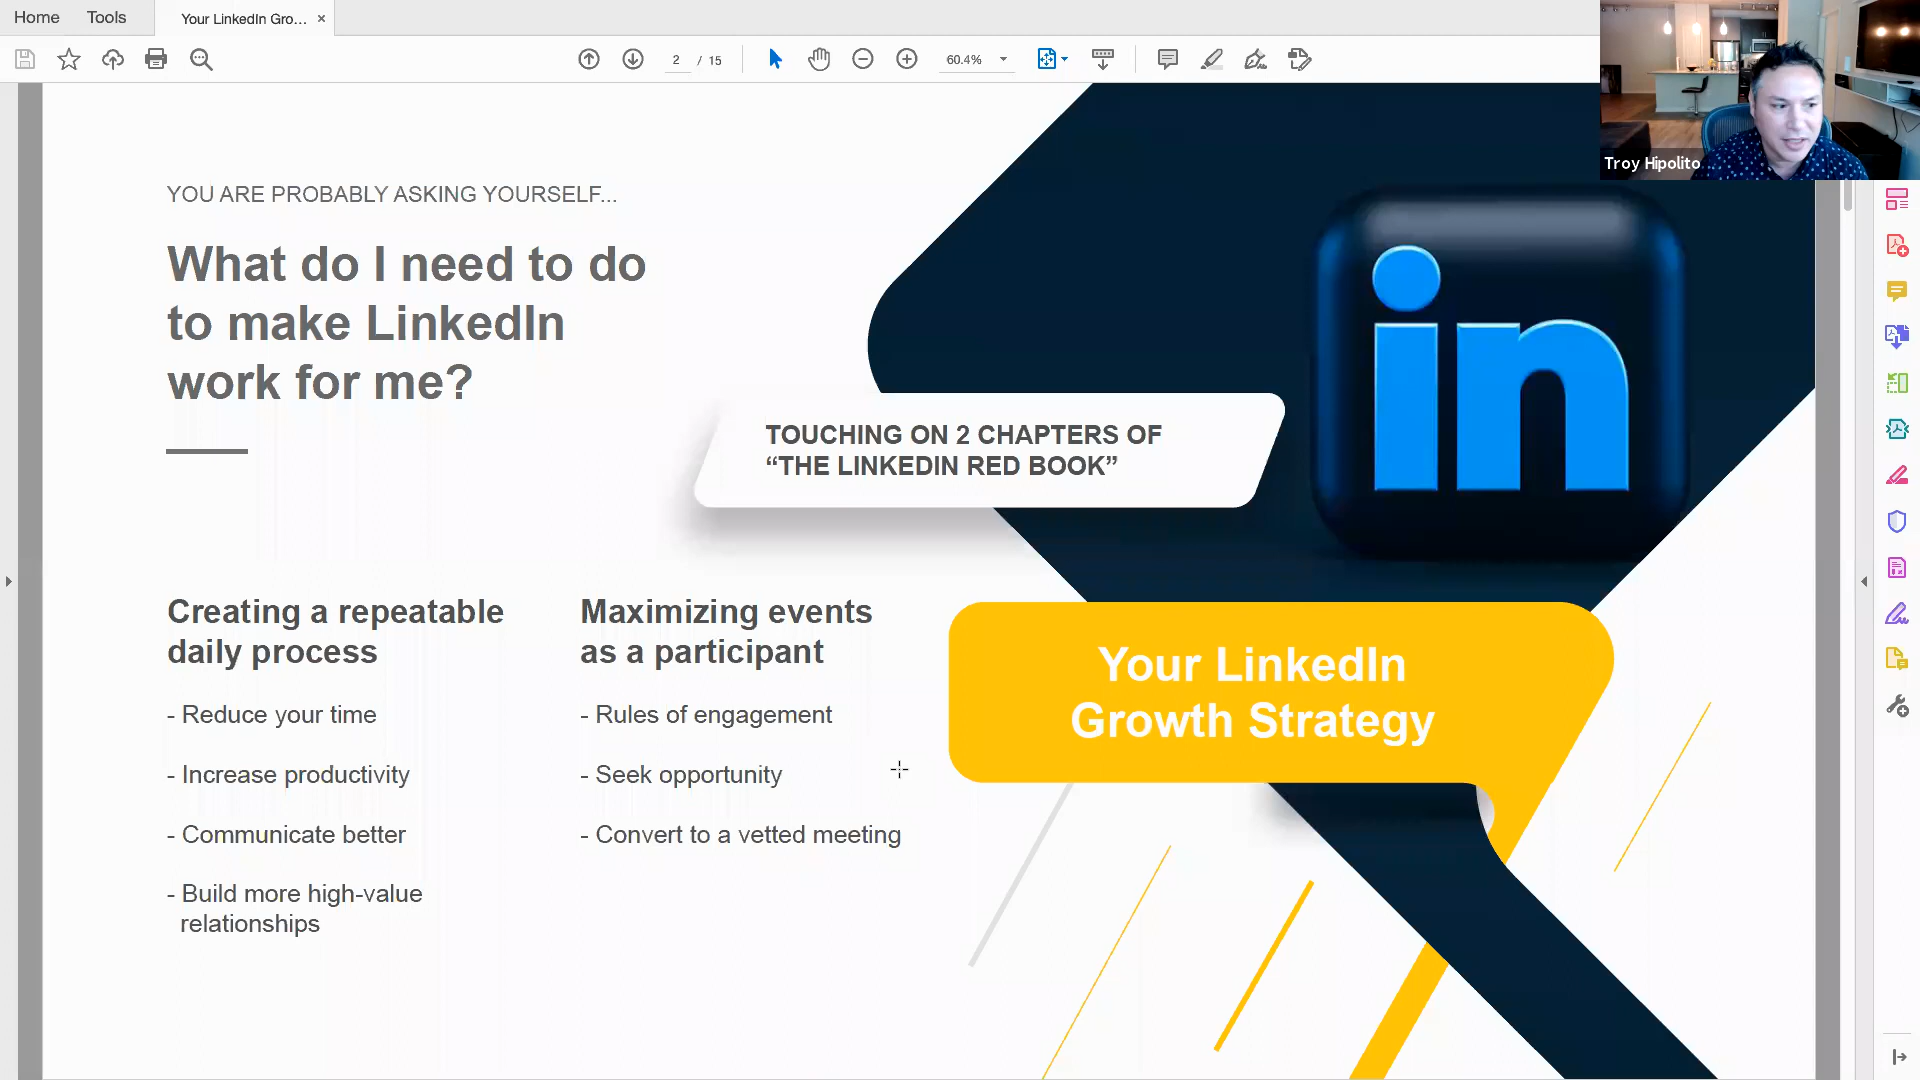 Home
Tools
Your LinkedIn Gro...
2 / 15
60.4%
Troy Hipolito
YOU ARE PROBABLY ASKING YOURSELF...
What do I need to do
to make LinkedIn
work for me?
TOUCHING ON 2 CHAPTERS OF
“THE LINKEDIN RED BOOK”
in
Creating a repeatable
daily process
- Reduce your time
- Increase productivity
- Communicate better
- Build more high-value
relationships
Maximizing events
as a participant
- Rules of engagement
- Seek opportunity
- Convert to a vetted meeting
Your LinkedIn
Growth Strategy